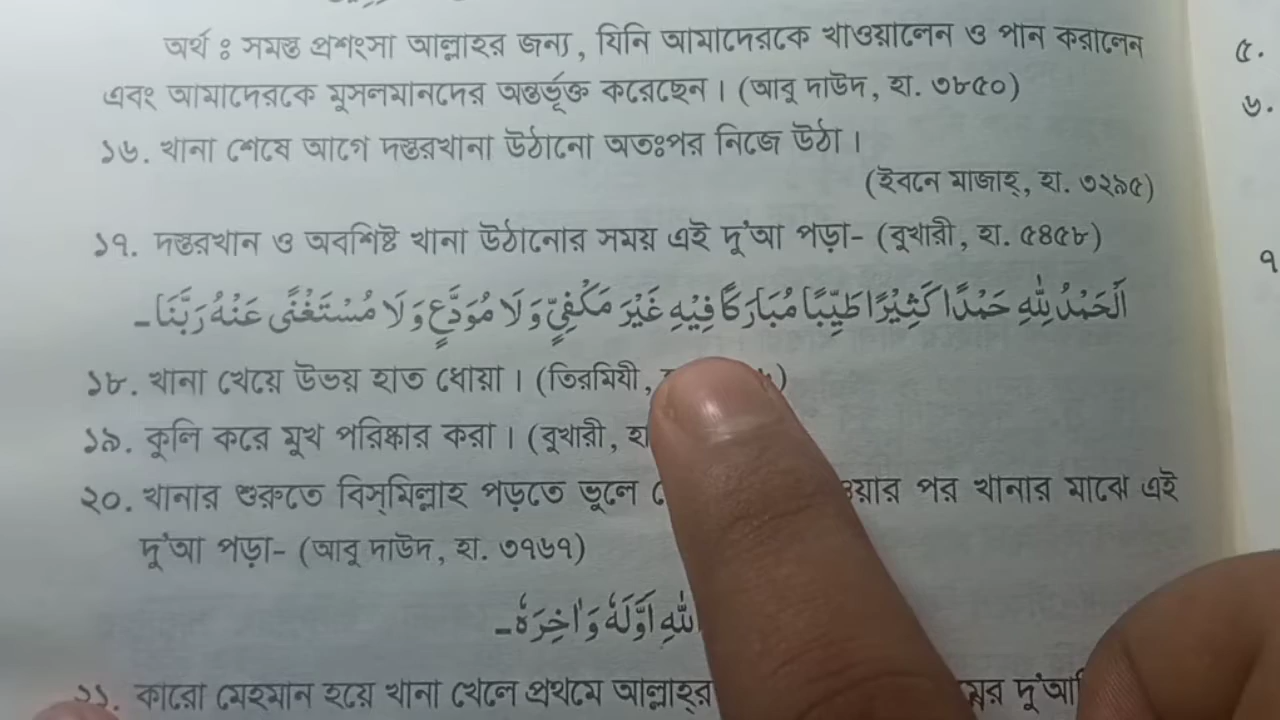 অর্থ ঃ সমস্ত প্রশংসা আল্লাহর জন্য, যিনি আমাদেরকে খাওয়ালেন ও পান করালেন
৫.
এবং আমাদেরকে মুসলমানদের অন্তর্ভূক্ত করেছেন। (আবু দাউদ, হা. ৩৮৫০)
৬.
১৬. খানা শেষে আগে দস্তরখানা উঠানো অতঃপর নিজে উঠা।
(ইবনে মাজাহ্, হা. ৩২৯৫)
১৭. দস্তরখান ও অবশিষ্ট খানা উঠানোর সময় এই দু'আ পড়া- (বুখারী, হা. ৫৪৫৮)
৭
اَلْحَمْدُ لِلّٰهِ حَمْدًا كَثِيْرًا طَيِّبًا مُبَارَكًا فِيْهِ غَيْرَ مَكْفِيٍّ وَلَا مُوَدَّعٍ وَلَا مُسْتَغْنًى عَنْهُ رَبَّنَا۔
১৮. খানা খেয়ে উভয় হাত ধোয়া। (তিরমিযী,
১৯. কুলি করে মুখ পরিষ্কার করা। (বুখারী, হা
২০. খানার শুরুতে বিস্‌মিল্লাহ পড়তে ভুলে পর খানার মাঝে এই
দু'আ পড়া- (আবু দাউদ, হা. ৩৭৬৭)
اَوَّلَهٗ وَاٰخِرَهٗ۔
২১. কারো মেহমান হয়ে খানা খেলে প্রথমে আল্লাহ্‌র